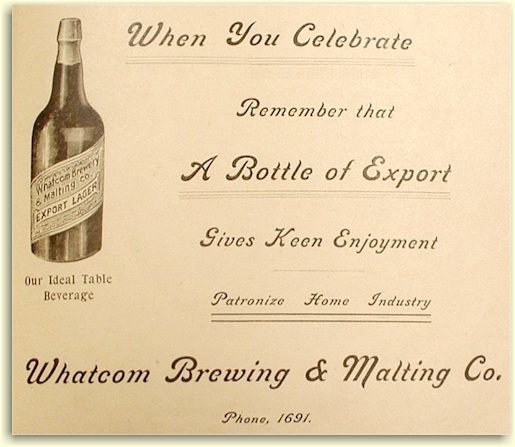 When You Celebrate
Remember that
A Bottle of Export
Gives Keen Enjoyment
Patronize Home Industry
Whatcom Brewing & Malting Co.
Phone, 1691.
Whatcom Brewery
& Malting Co.
EXPORT LAGER
Our Ideal Table
Beverage